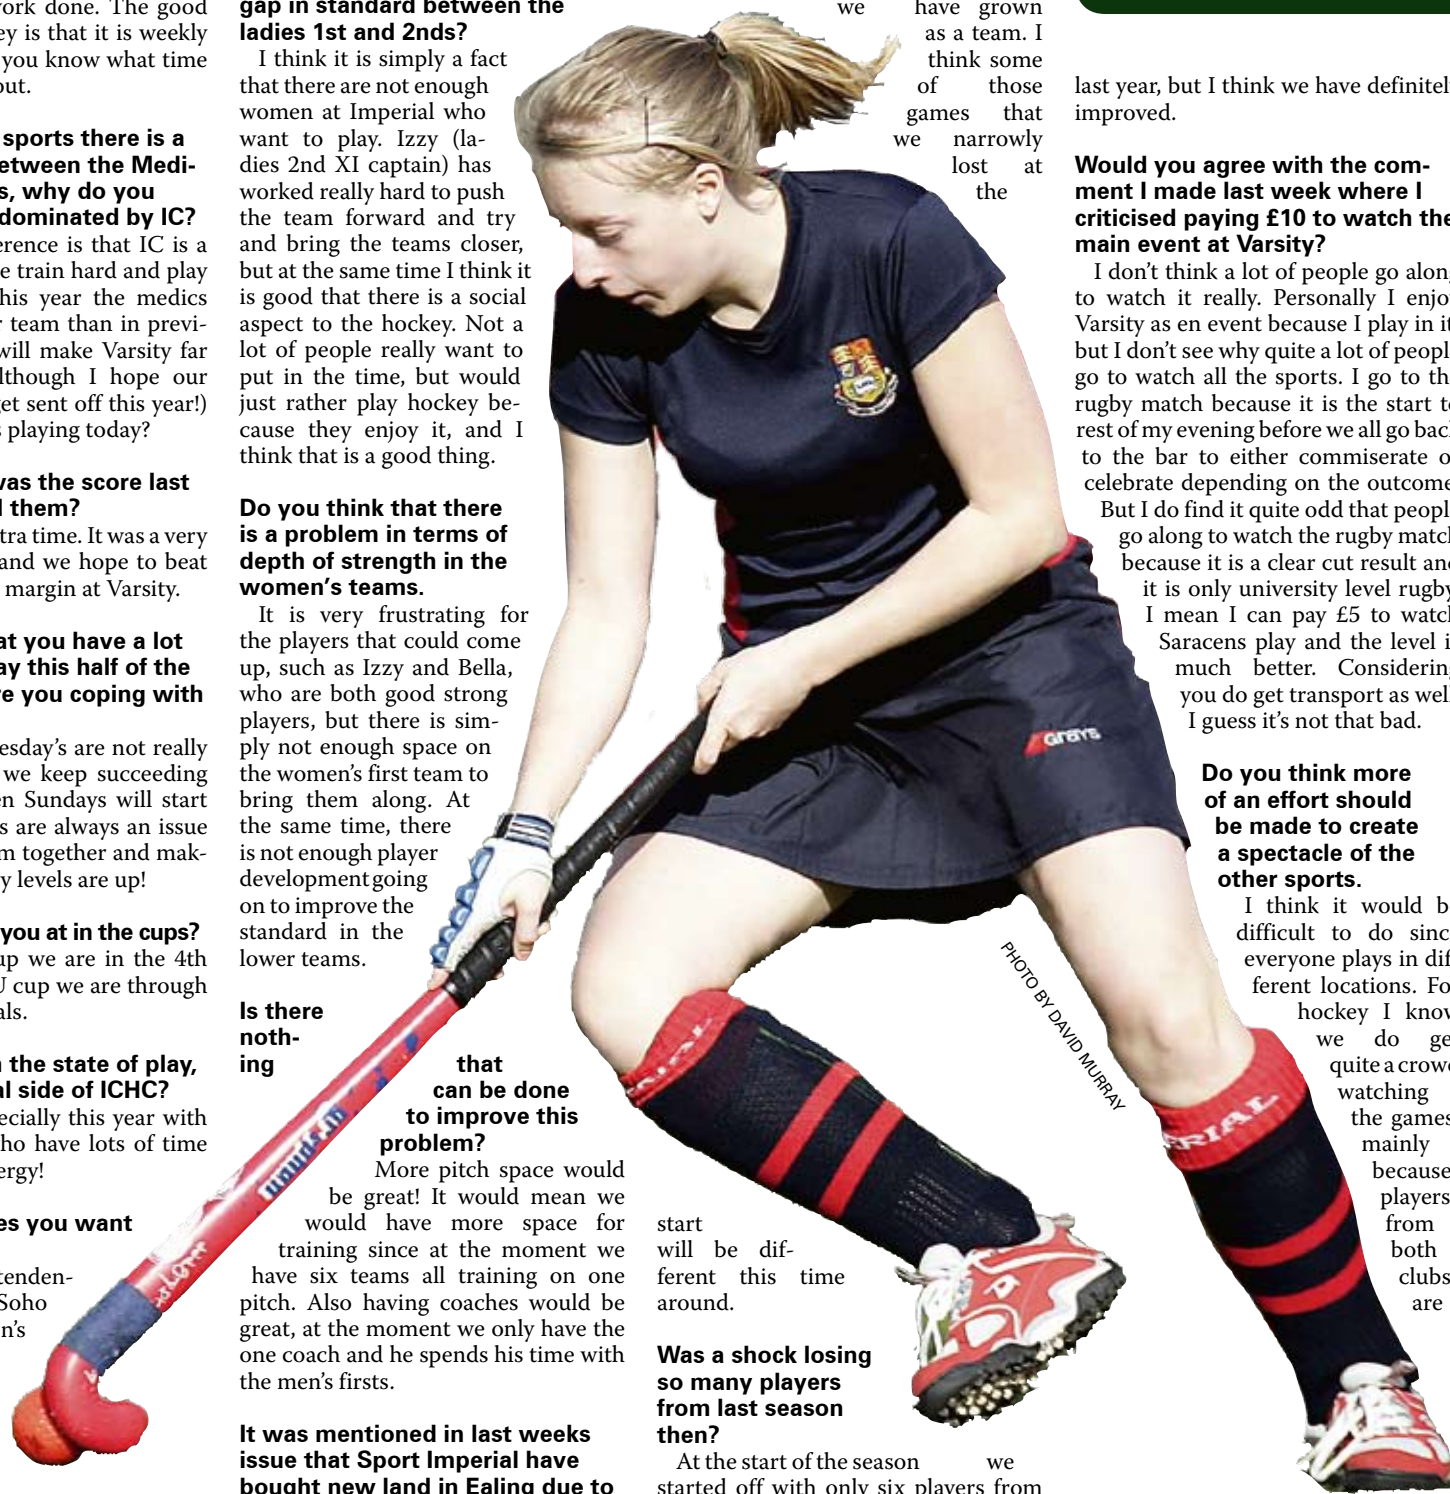 work done. The good
ey is that it is weekly
you know what time
out.
sports there is a
between the Medi-
s, why do you
dominated by IC?
erence is that IC is a
e train hard and play
his year the medics
r team than in previ-
will make Varsity far
lthough I hope our
get sent off this year!)
s playing today?
was the score last
d them?
tra time. It was a very
and we hope to beat
margin at Varsity.
at you have a lot
ay this half of the
re you coping with
esday's are not really
we keep succeeding
en Sundays will start
s are always an issue
m together and mak-
y levels are up!
you at in the cups?
up we are in the 4th
U cup we are through
als.
n the state of play,
al side of ICHC?
ecially this year with
ho have lots of time
ergy!
es you want
tenden-
Soho
n's
gap in standard between the
ladies 1st and 2nds?
I think it is simply a fact
that there are not enough
women at Imperial who
want to play. Izzy (la-
dies 2nd XI captain) has
worked really hard to push
the team forward and try
and bring the teams closer,
but at the same time I think it
is good that there is a social
aspect to the hockey. Not a
lot of people really want to
put in the time, but would
just rather play hockey be-
cause they enjoy it, and I
think that is a good thing.
Do you think that there
is a problem in terms of
depth of strength in the
women's teams.
It is very frustrating for
the players that could come
up, such as Izzy and Bella,
who are both good strong
players, but there is sim-
ply not enough space on
the women's first team to
bring them along. At
the same time, there
is not enough player
development going
on to improve the
standard in the
lower teams.
Is there
noth-
ing that
can be done
to improve this
problem?
More pitch space would
be great! It would mean we
would have more space for
training since at the moment we
have six teams all training on one
pitch. Also having coaches would be
great, at the moment we only have the
one coach and he spends his time with
the men's firsts.
It was mentioned in last weeks
issue that Sport Imperial have
bought new land in Ealing due to
we have grown
as a team. I
think some
of those
games that
we narrowly
lost at
the
start
will be dif-
ferent this time
around.
Was a shock losing
so many players
from last season
then?
At the start of the season we
started off with only six players from
last year, but I think we have definitel
improved.
Would you agree with the com-
ment I made last week where I
criticised paying £10 to watch the
main event at Varsity?
I don't think a lot of people go along
to watch it really. Personally I enjo
Varsity as en event because I play in it
but I don't see why quite a lot of peopl
go to watch all the sports. I go to th
rugby match because it is the start t
rest of my evening before we all go bac
to the bar to either commiserate o
celebrate depending on the outcome
But I do find it quite odd that peopl
go along to watch the rugby matc
because it is a clear cut result an
it is only university level rugby
I mean I can pay £5 to watc
Saracens play and the level i
much better. Considering
you do get transport as well
I guess it's not that bad.
Do you think more
of an effort should
be made to create
a spectacle of the
other sports.
I think it would b
difficult to do sinc
everyone plays in dif
ferent locations. Fo
hockey I know
we do ge
quite a crowd
watching
the games
mainly
because
players
from
both
clubs
are
PHOTO BY DAVID MURRAY
GRAYS
RIAL